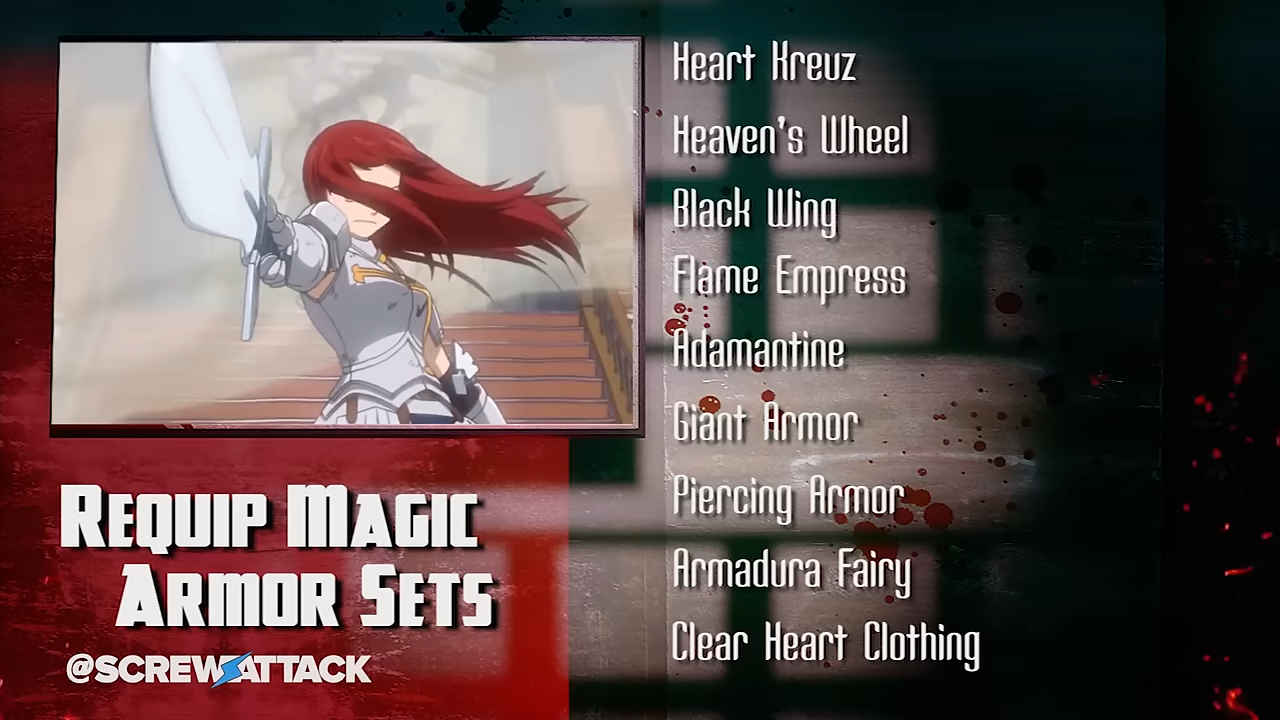 Heart Kreuz
Heaven's Wheel
Black Wing
Flame Empress
Adamantine
Giant Armor
Piercing Armor
Armadura Fairy
Clear Heart Clothing
Requip Magic
Armor Sets
@SCREWATTACK